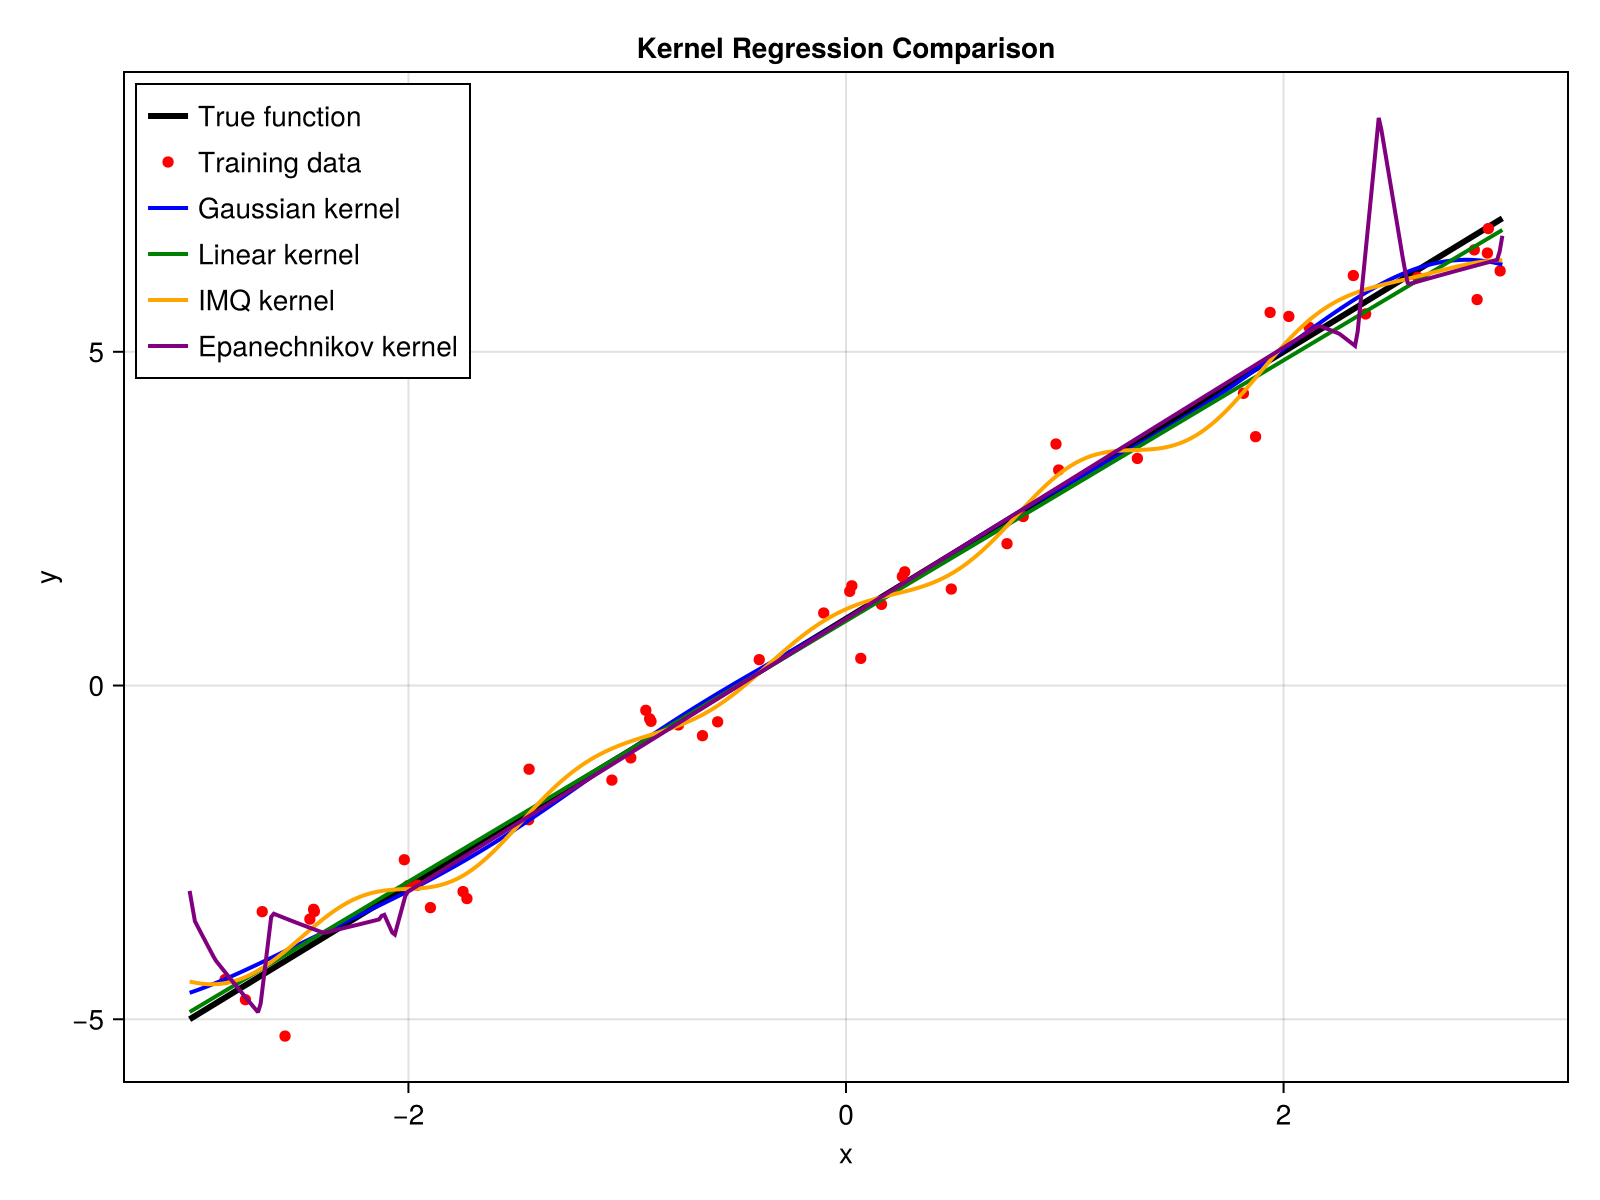 Kernel Regression Comparison
True function
Training data
Gaussian kernel
Linear kernel
IMQ kernel
Epanechnikov kernel
5
0
−5
y
−2 0 2
x